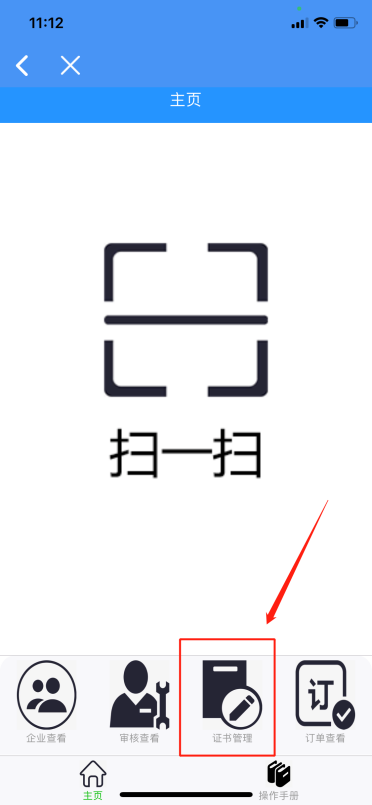 11:12
主页
扫一扫
企业查看
审核查看
证书管理
订
订单查看
主页
操作手册